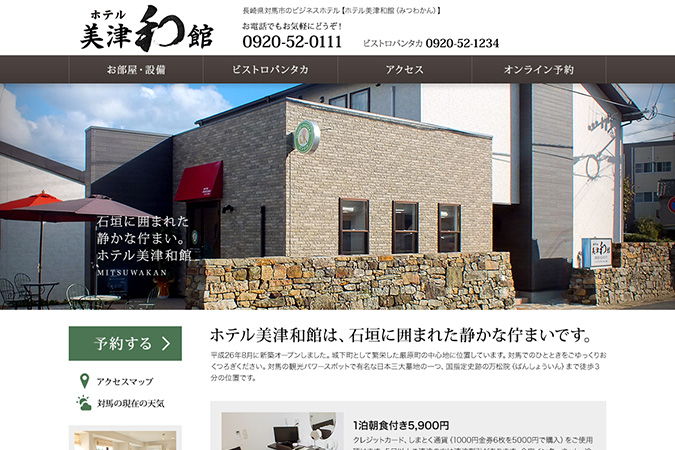 ホテル
美津和館
長崎県対馬市のビジネスホテル【ホテル美津和館（みつわかん）】
お電話でもお気軽にどうぞ！
0920-52-0111 ビストロパンタカ 0920-52-1234
お部屋・設備 ビストロパンタカ アクセス オンライン予約
石垣に囲まれた
静かな佇まい。
ホテル美津和館
MITSUWAKAN
予約する
アクセスマップ
対馬の現在の天気
ホテル美津和館は、石垣に囲まれた静かな佇まいです。
平成26年8月に新築オープンしました。城下町として繁栄した厳原町の中心地に位置しています。対馬でのひとときをごゆっくりお
くつろぎください。対馬の観光パワースポットで有名な日本三大墓地の一つ、国指定史跡の万松院（ばんしょういん）まで徒歩3
分の位置です。
1泊朝食付き5,900円
クレジットカード、しまとく通貨（1000円金券6枚を5000円で購入）をご使用